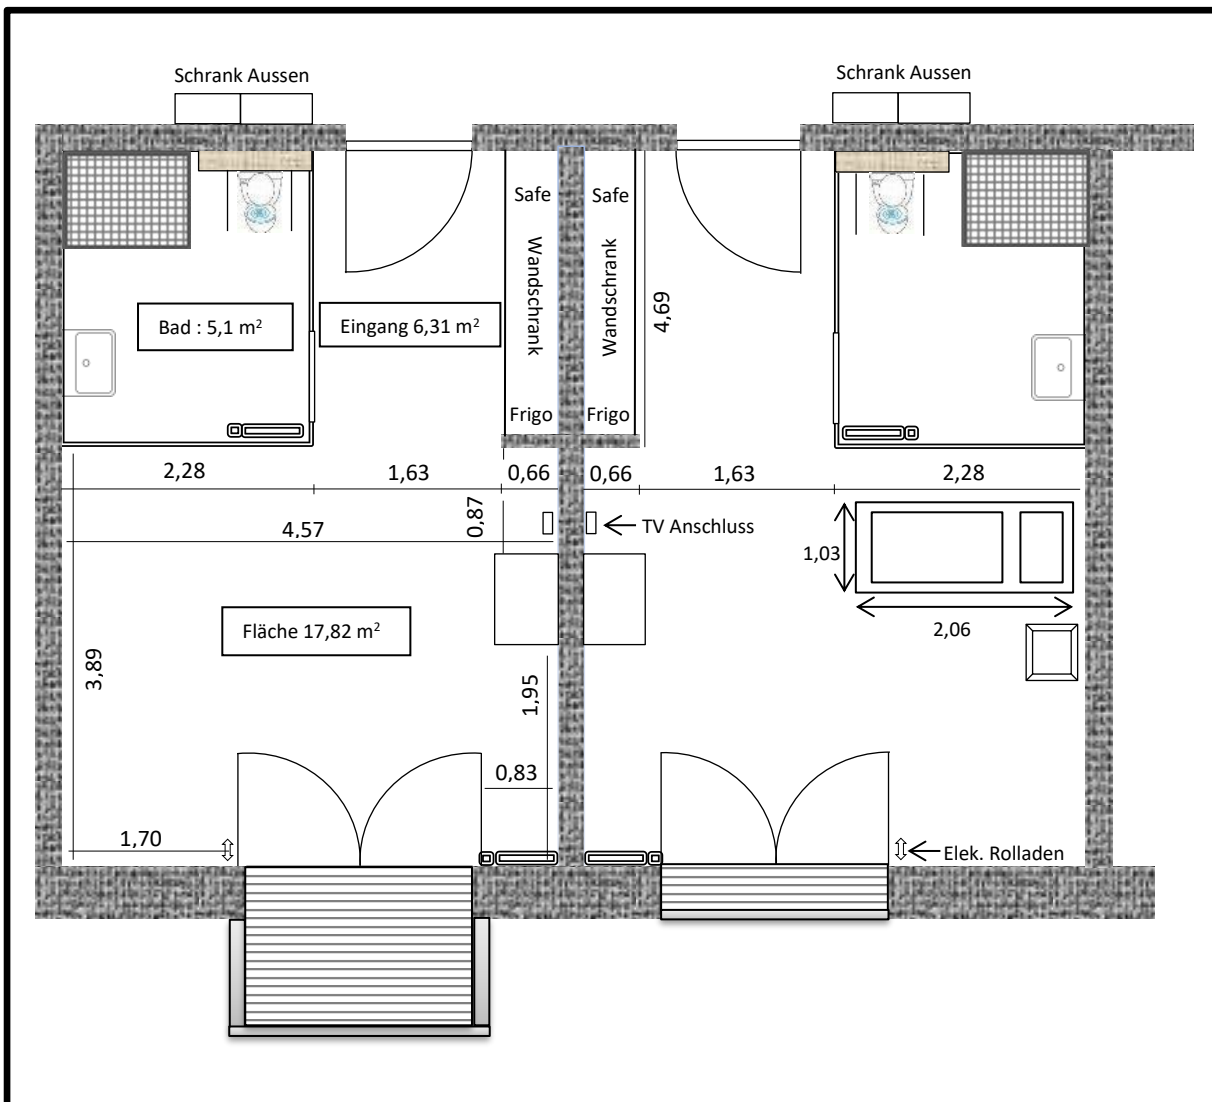 Schrank Aussen
Schrank Aussen
Safe
Safe
Wandschrank
Wandschrank
4,69
Bad : 5,1 m²
Eingang 6,31 m²
Frigo
Frigo
2,28
1,63
0,66
0,66
1,63
2,28
0,87
4,57
TV Anschluss
1,03
Fläche 17,82 m²
2,06
3,89
1,95
0,83
1,70
Elek. Rolladen